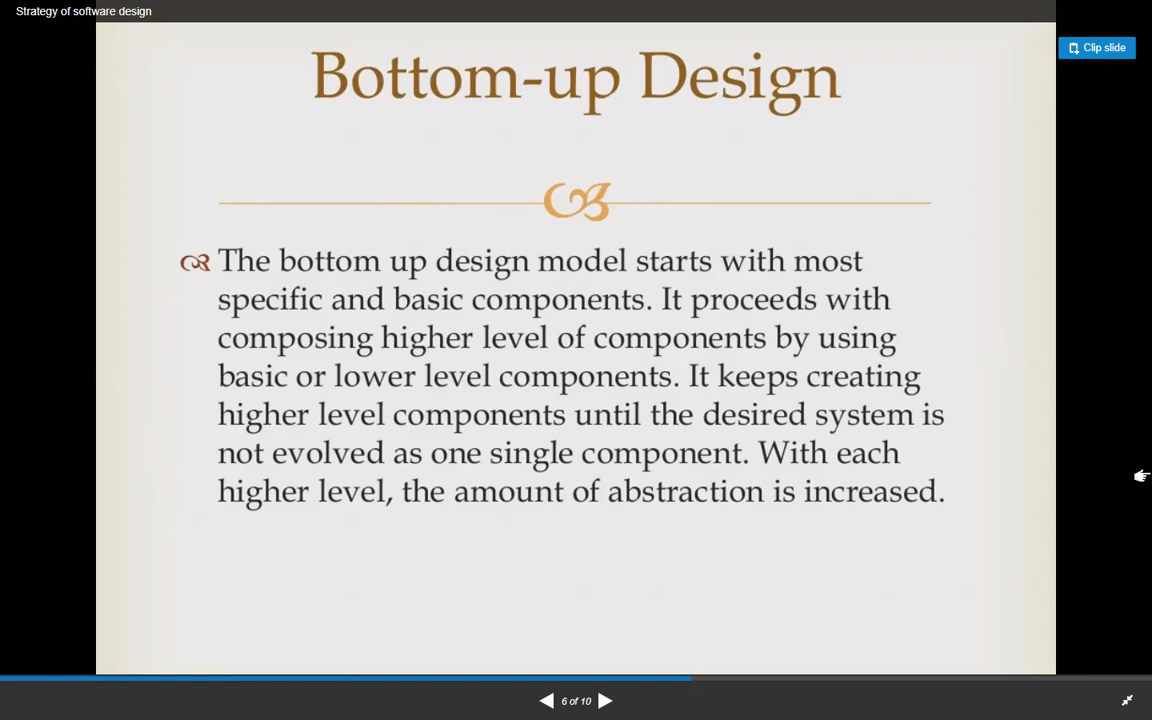 Strategy of software design
Clip slide
Bottom-up Design
The bottom up design model starts with most
specific and basic components. It proceeds with
composing higher level of components by using
basic or lower level components. It keeps creating
higher level components until the desired system is
not evolved as one single component. With each
higher level, the amount of abstraction is increased.
6 of 10